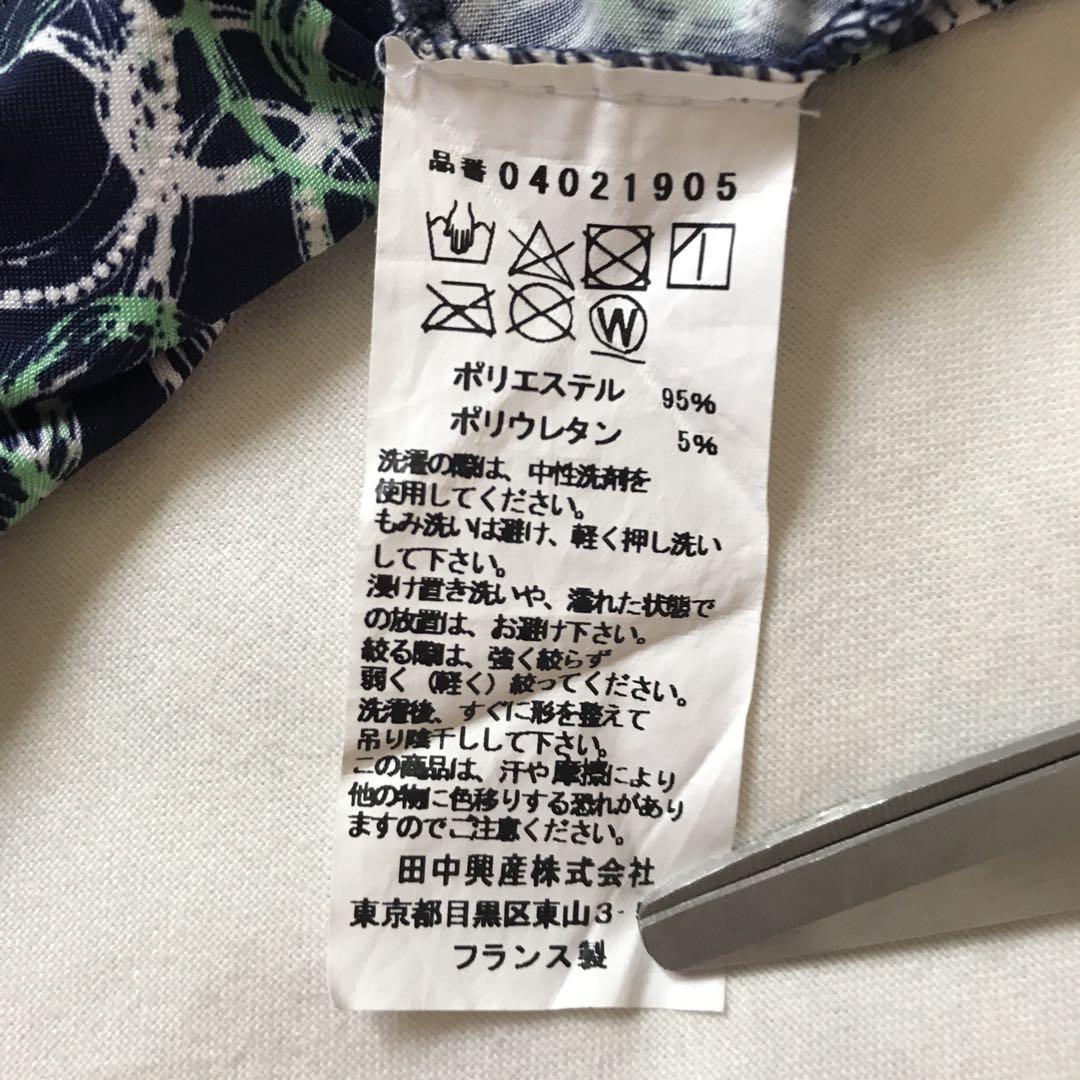 品番 04021905
W
ポリエステル 95%
ポリウレタン 5%
洗濯の際は、中性洗剤を
使用してください。
もみ洗いは避け、軽く押し洗い
して下さい。
浸け置き洗いや、濡れた状態で
の放置は、お避け下さい。
絞る際は、強く絞らず
弱く（軽く）絞ってください。
洗濯後、すぐに形を整えて
吊り陰干しして下さい。
この商品は、汗や摩擦により
他の物に色移りする恐れがあり
ますのでご注意ください。
田中興産株式会社
東京都目黒区東山3-
フランス製